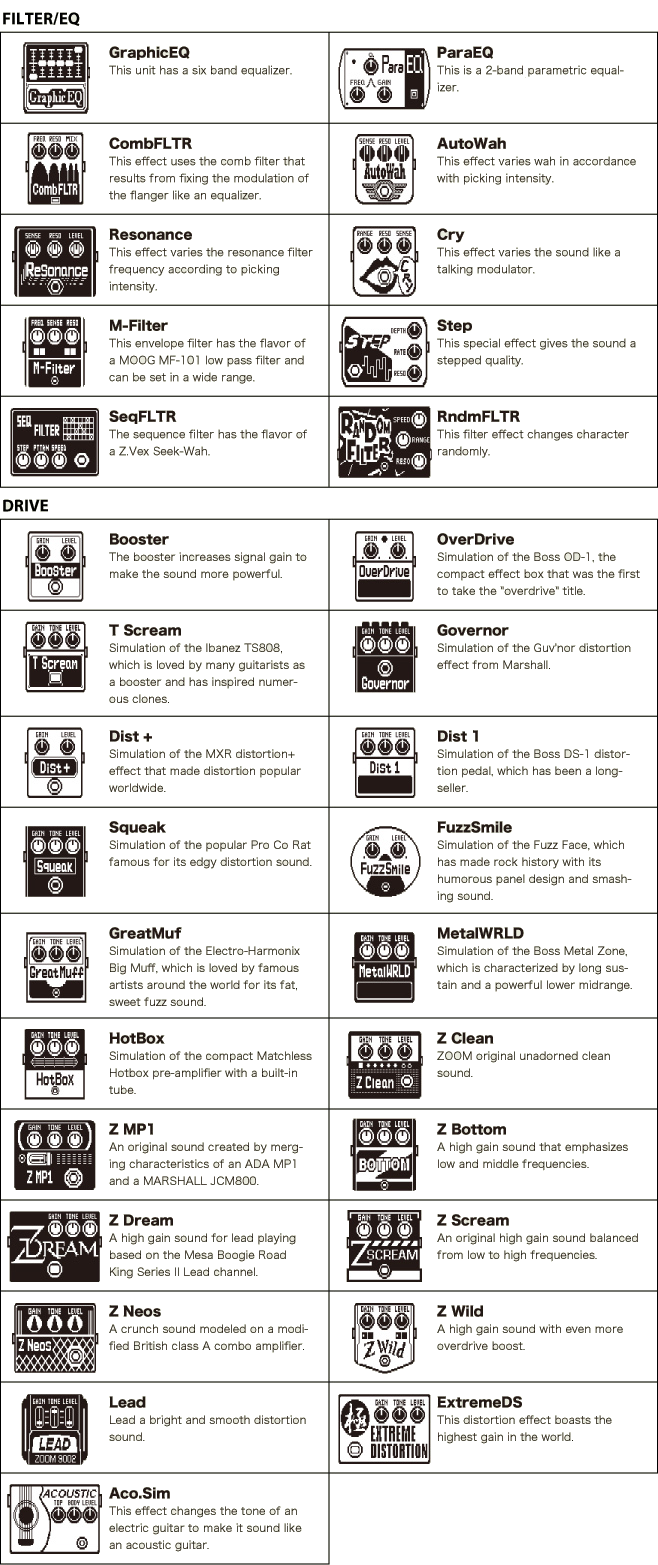 FILTER/EQ
GraphicEQ
This unit has a six band equalizer.
Graphic EQ
ParaEQ
This is a 2-band parametric equal-
izer.
Q
Para EQ
FREQ GAIN
CombFLTR
This effect uses the comb filter that
results from fixing the modulation of
the flanger like an equalizer.
FREQ RESO MIX
CombFLTR
AutoWah
This effect varies wah in accordance
with picking intensity.
SENSE RESO LEVEL
AutoWah
Resonance
This effect varies the resonance filter
frequency according to picking
intensity.
SENSE RESO LEVEL
ReSonance
Cry
This effect varies the sound like a
talking modulator.
RANGE RESO SENSE
Cry
M-Filter
This envelope filter has the flavor of
a MOOG MF-101 low pass filter and
can be set in a wide range.
FREQ SENSE RESO
M-Filter
Step
This special effect gives the sound a
stepped quality.
STEP
DEPTH
RATE
RESO
SeqFLTR
The sequence filter has the flavor of
a Z.Vex Seek-Wah.
SEQ
FILTER
STEP PTTRN SPEED
RndmFLTR
This filter effect changes character
randomly.
RANDOM
FILTER
SPEED
RANGE
RESO
DRIVE
Booster
The booster increases signal gain to
make the sound more powerful.
GAIN LEVEL
Booster
OverDrive
Simulation of the Boss OD-1, the
compact effect box that was the first
to take the "overdrive" title.
GAIN LEVEL
OverDrive
T Scream
Simulation of the Ibanez TS808,
which is loved by many guitarists as
a booster and has inspired numer-
ous clones.
GAIN TONE LEVEL
T Scream
Governor
Simulation of the Guv'nor distortion
effect from Marshall.
GAIN TONE LEVEL
Governor
Dist +
Simulation of the MXR distortion+
effect that made distortion popular
worldwide.
GAIN LEVEL
Dist+
Dist 1
Simulation of the Boss DS-1 distor-
tion pedal, which has been a long-
seller.
GAIN TONE LEVEL
Dist 1
Squeak
Simulation of the popular Pro Co Rat
famous for its edgy distortion sound.
GAIN TONE LEVEL
Squeak
FuzzSmile
Simulation of the Fuzz Face, which
has made rock history with its
humorous panel design and smash-
ing sound.
GAIN LEVEL
FuzzSmile
GreatMuf
Simulation of the Electro-Harmonix
Big Muff, which is loved by famous
artists around the world for its fat,
sweet fuzz sound.
GAIN TONE LEVEL
GreatMuff
MetalWRLD
Simulation of the Boss Metal Zone,
which is characterized by long sus-
tain and a powerful lower midrange.
GAIN TONE LEVEL
MetalWRLD
HotBox
Simulation of the compact Matchless
Hotbox pre-amplifier with a built-in
tube.
GAIN TONE LEVEL
HotBox
Z Clean
ZOOM original unadorned clean
sound.
GAIN TONE LEVEL
Z Clean
Z MP1
An original sound created by merg-
ing characteristics of an ADA MP1
and a MARSHALL JCM800.
GAIN TONE LEVEL
Z MP1
Z Bottom
A high gain sound that emphasizes
low and middle frequencies.
GAIN TONE LEVEL
BOTTOM
Z Dream
A high gain sound for lead playing
based on the Mesa Boogie Road
King Series II Lead channel.
GAIN TONE LEVEL
Z DREAM
Z Scream
An original high gain sound balanced
from low to high frequencies.
GAIN TONE LEVEL
Z SCREAM
Z Neos
A crunch sound modeled on a modi-
fied British class A combo amplifier.
GAIN TONE LEVEL
Z Neos
Z Wild
A high gain sound with even more
overdrive boost.
GAIN TONE LEVEL
Z Wild
Lead
Lead a bright and smooth distortion
sound.
GAIN TONE LEVEL
LEAD
ZOOM 9002
ExtremeDS
This distortion effect boasts the
highest gain in the world.
GAIN TONE LEVEL
EXTREME
DISTORTION
Aco.Sim
This effect changes the tone of an
electric guitar to make it sound like
an acoustic guitar.
ACOUSTIC
TOP BODY LEVEL